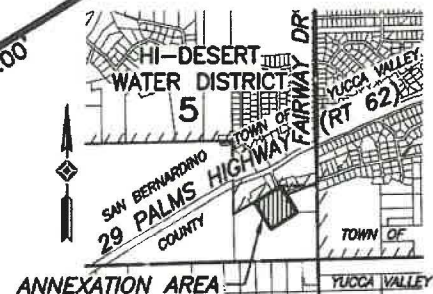 .00'
HI-DESERT
WATER DISTRICT
5
FAIRWAY DR
TOWN OF
YUCCA VALLEY
(RT 62)
SAN BERNARDINO
29 PALMS HIGHWAY
COUNTY
TOWN OF
ANNEXATION AREA
YUCCA VALLEY